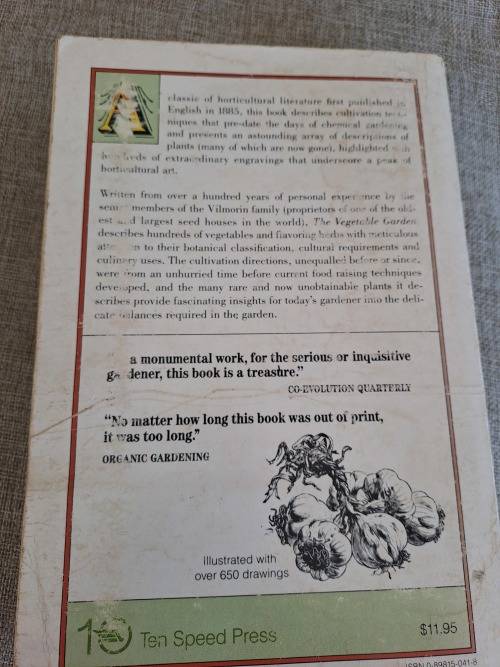 A classic of horticultural literature first published in
English in 1885, this book describes cultivation
niques that pre-date the days of chemical gardening
and presents an astounding array of descriptions of
plants (many of which are now gone), highlighted
of extraordinary engravings that underscore a peak of
horticultural art.
Written from over a hundred years of personal experience by the
members of the Vilmorin family (proprietors of one of the old-
est and largest seed houses in the world), The Vegetable Garden
describes hundreds of vegetables and flavoring herbs with meticulous
to their botanical classification, cultural requirements and
culinary uses. The cultivation directions, unequalled before or since,
were from an unhurried time before current food raising techniques
developed, and the many rare and now unobtainable plants it de-
scribes provide fascinating insights for today's gardener into the deli-
cate balances required in the garden.
a monumental work, for the serious or inquisitive
gardener, this book is a treasure."
CO-EVOLUTION QUARTERLY
"No matter how long this book was out of print,
it was too long."
ORGANIC GARDENING
Illustrated with
over 650 drawings
10 Ten Speed Press
$11.95
ISBN 0-89815-041-8